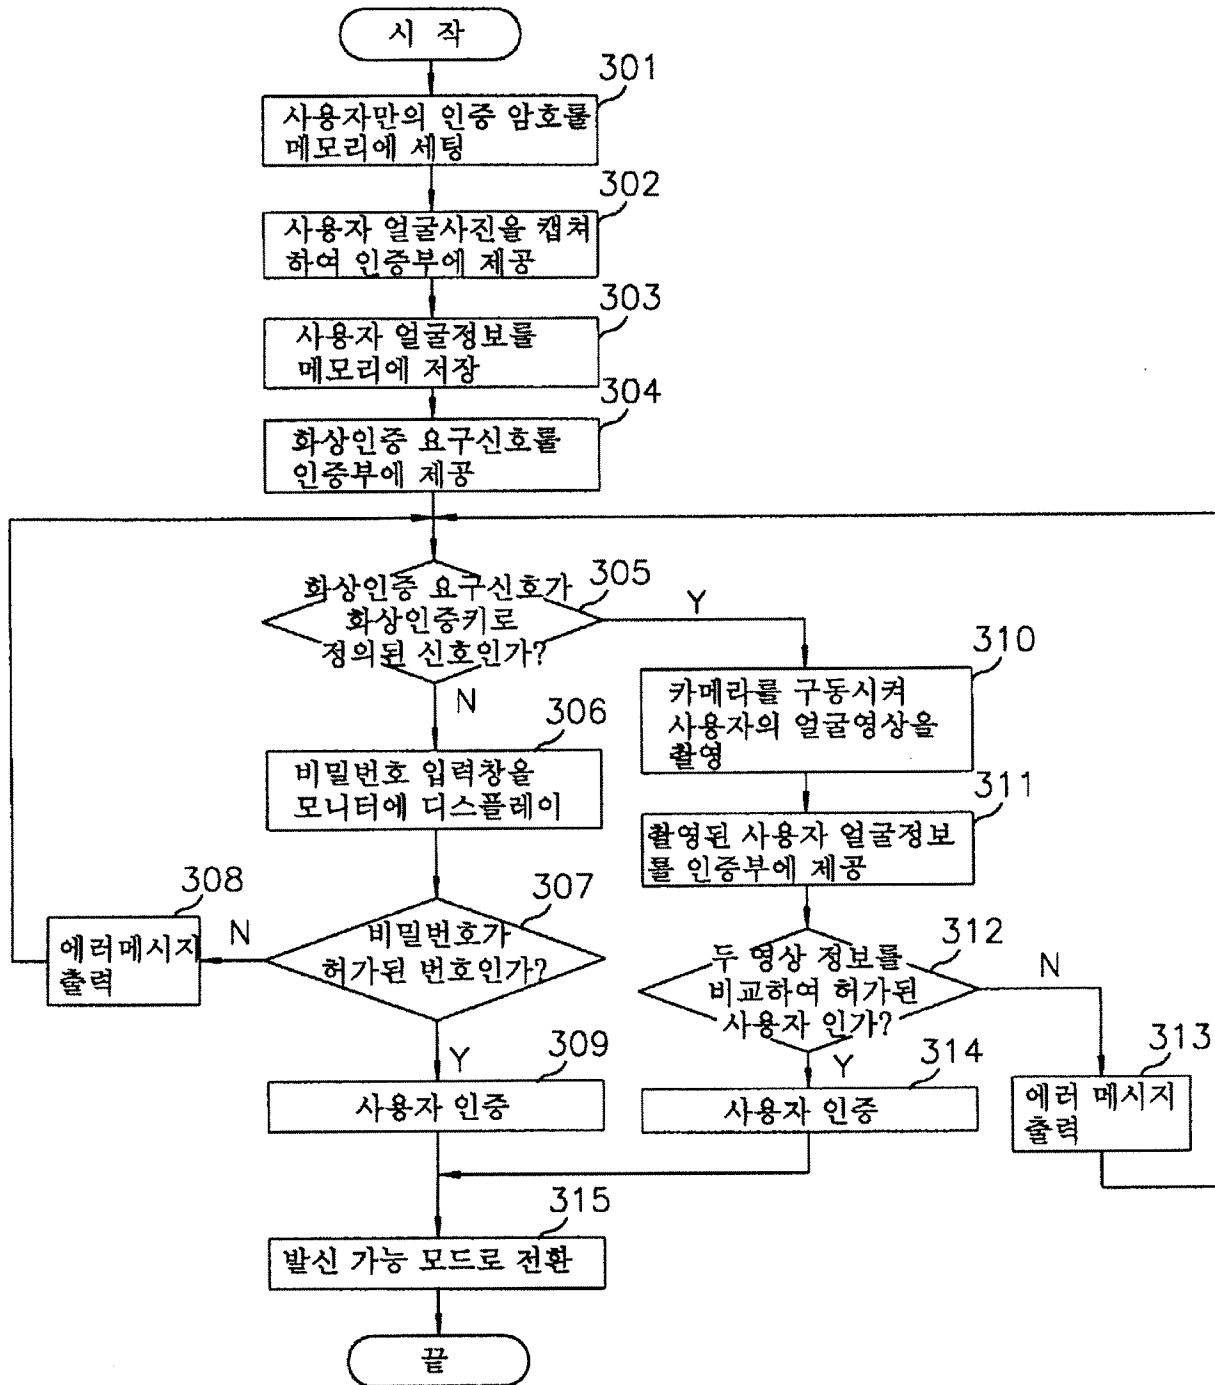 시 작
301
사용자만의 인증 암호를
메모리에 세팅
302
사용자 얼굴사진을 캡쳐
하여 인증부에 제공
303
사용자 얼굴정보를
메모리에 저장
304
화상인증 요구신호를
인증부에 제공
305
화상인증 요구신호가
화상인증키로
정의된 신호인가?
Y
N
310
카메라를 구동시켜
사용자의 얼굴영상을
촬영
306
비밀번호 입력창을
모니터에 디스플레이
311
촬영된 사용자 얼굴정보
를 인증부에 제공
308
에러메시지
출력
N
307
비밀번호가
허가된 번호인가?
Y
312
두 영상 정보를
비교하여 허가된
사용자 인가?
N
Y
313
에러 메시지
출력
309
사용자 인증
314
사용자 인증
315
발신 가능 모드로 전환
끝